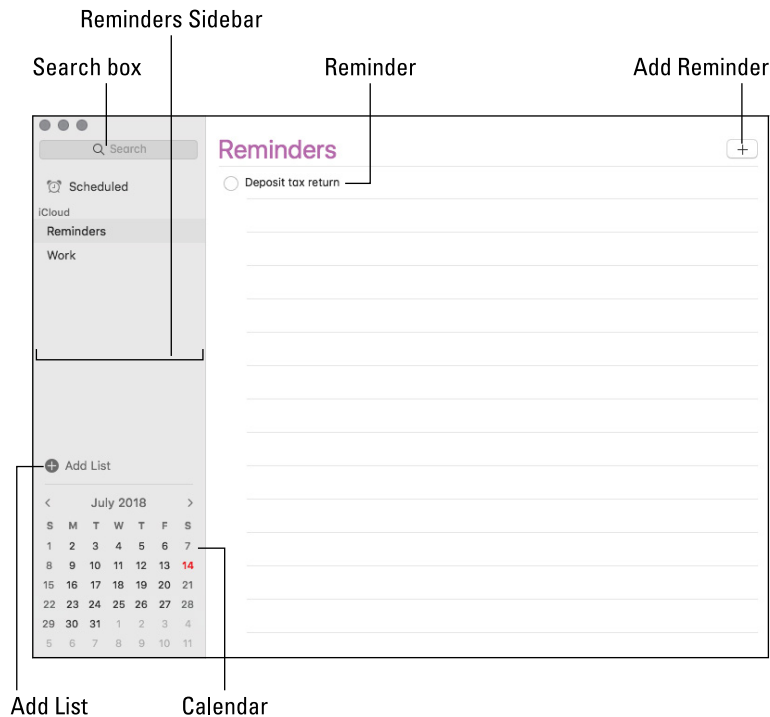 Reminders Sidebar
Search box
Reminder
Add Reminder
Search
Reminders
+
Scheduled
Deposit tax return
iCloud
Reminders
Work
Add List
< July 2018 >
S M T W T F S
1 2 3 4 5 6 7
8 9 10 11 12 13 14
15 16 17 18 19 20 21
22 23 24 25 26 27 28
29 30 31 1 2 3 4
5 6 7 8 9 10 11
Add List
Calendar